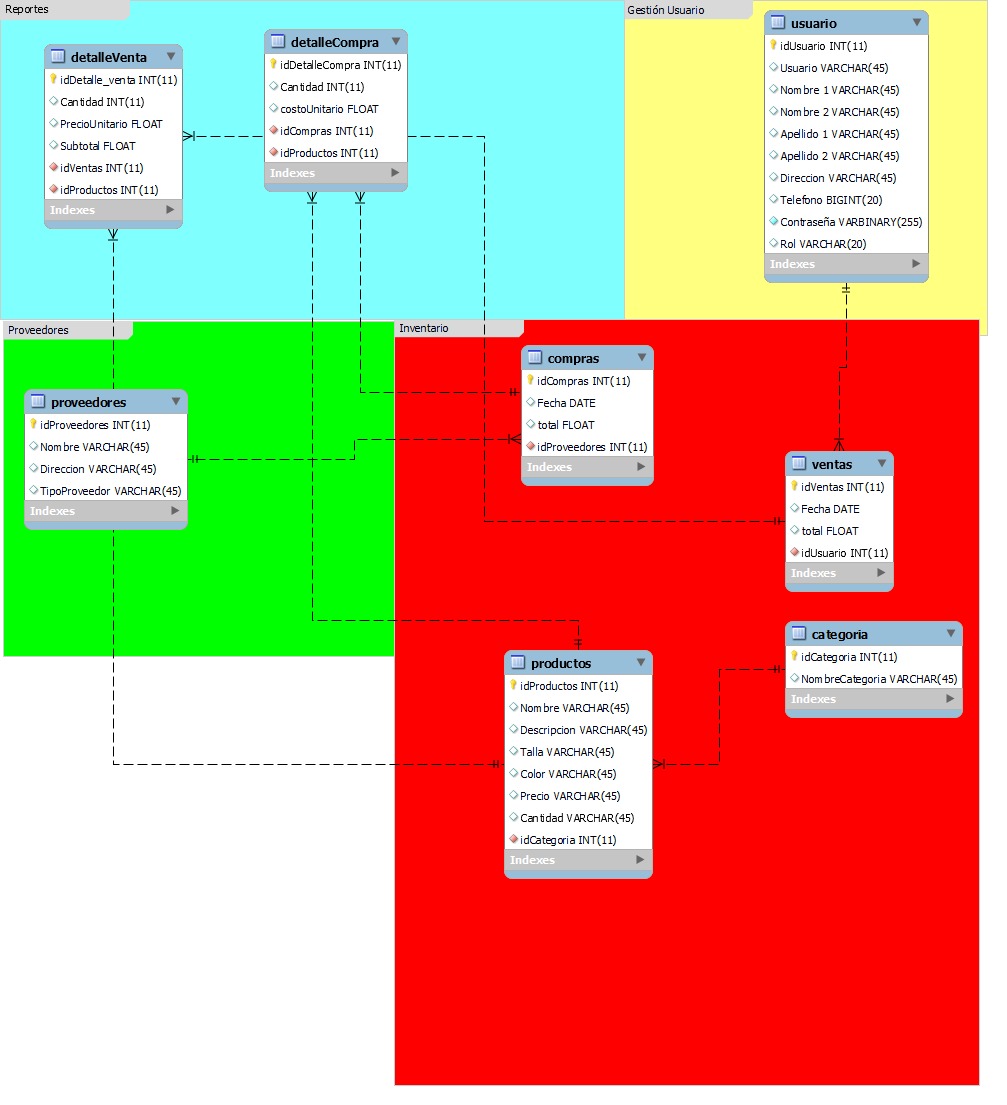 Reportes
Gestión Usuario
detalleVenta
idDetalle_venta INT(11)
Cantidad INT(11)
PrecioUnitario FLOAT
Subtotal FLOAT
idVentas INT(11)
idProductos INT(11)
Indexes
detalleCompra
idDetalleCompra INT(11)
Cantidad INT(11)
costoUnitario FLOAT
idCompras INT(11)
idProductos INT(11)
Indexes
usuario
idUsuario INT(11)
Usuario VARCHAR(45)
Nombre 1 VARCHAR(45)
Nombre 2 VARCHAR(45)
Apellido 1 VARCHAR(45)
Apellido 2 VARCHAR(45)
Direccion VARCHAR(45)
Telefono BIGINT(20)
Contraseña VARBINARY(255)
Rol VARCHAR(20)
Indexes
Proveedores
proveedores
idProveedores INT(11)
Nombre VARCHAR(45)
Direccion VARCHAR(45)
TipoProveedor VARCHAR(45)
Indexes
Inventario
compras
idCompras INT(11)
Fecha DATE
total FLOAT
idProveedores INT(11)
Indexes
ventas
idVentas INT(11)
Fecha DATE
total FLOAT
idUsuario INT(11)
Indexes
categoria
idCategoria INT(11)
NombreCategoria VARCHAR(45)
Indexes
productos
idProductos INT(11)
Nombre VARCHAR(45)
Descripcion VARCHAR(45)
Talla VARCHAR(45)
Color VARCHAR(45)
Precio VARCHAR(45)
Cantidad VARCHAR(45)
idCategoria INT(11)
Indexes